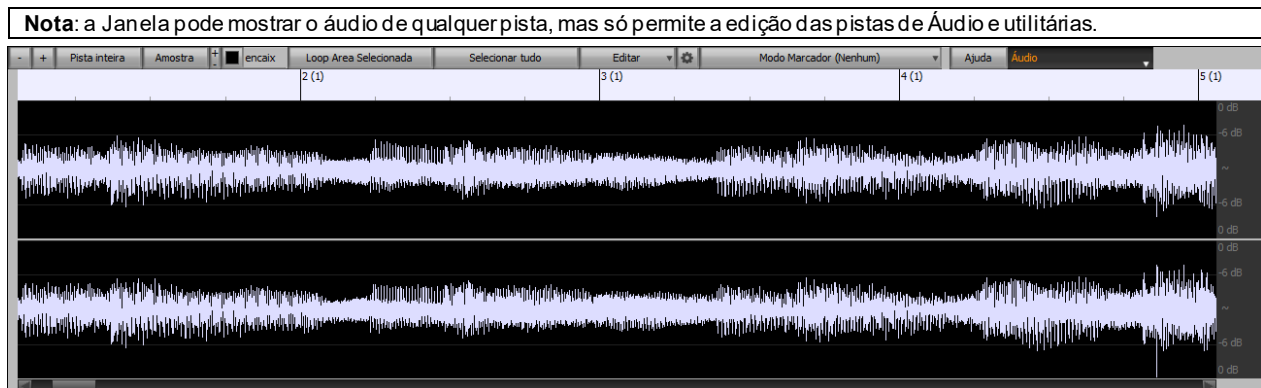 Nota: a Janela pode mostrar o áudio de qualquer pista, mas só permite a edição das pistas de Áudio e utilitárias.
- + Pista inteira Amostra + - encaix Loop Area Selecionada Selecionar tudo Editar Modo Marcador (Nenhum) Ajuda Áudio
2 (1) 3 (1) 4 (1) 5 (1)
0 dB
-6 dB
~
-6 dB
0 dB
0 dB
-6 dB
~
-6 dB
0 dB